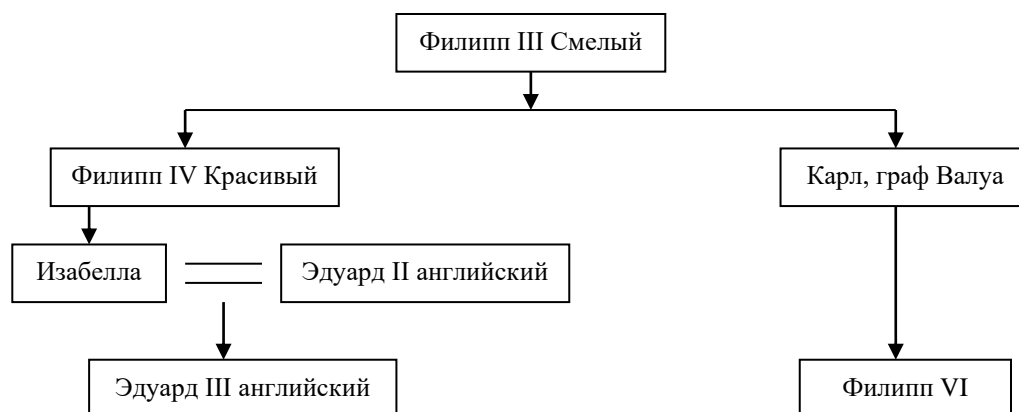 Филипп III Смелый
Филипп IV Красивый
Карл, граф Валуа
Изабелла
Эдуард II английский
Эдуард III английский
Филипп VI